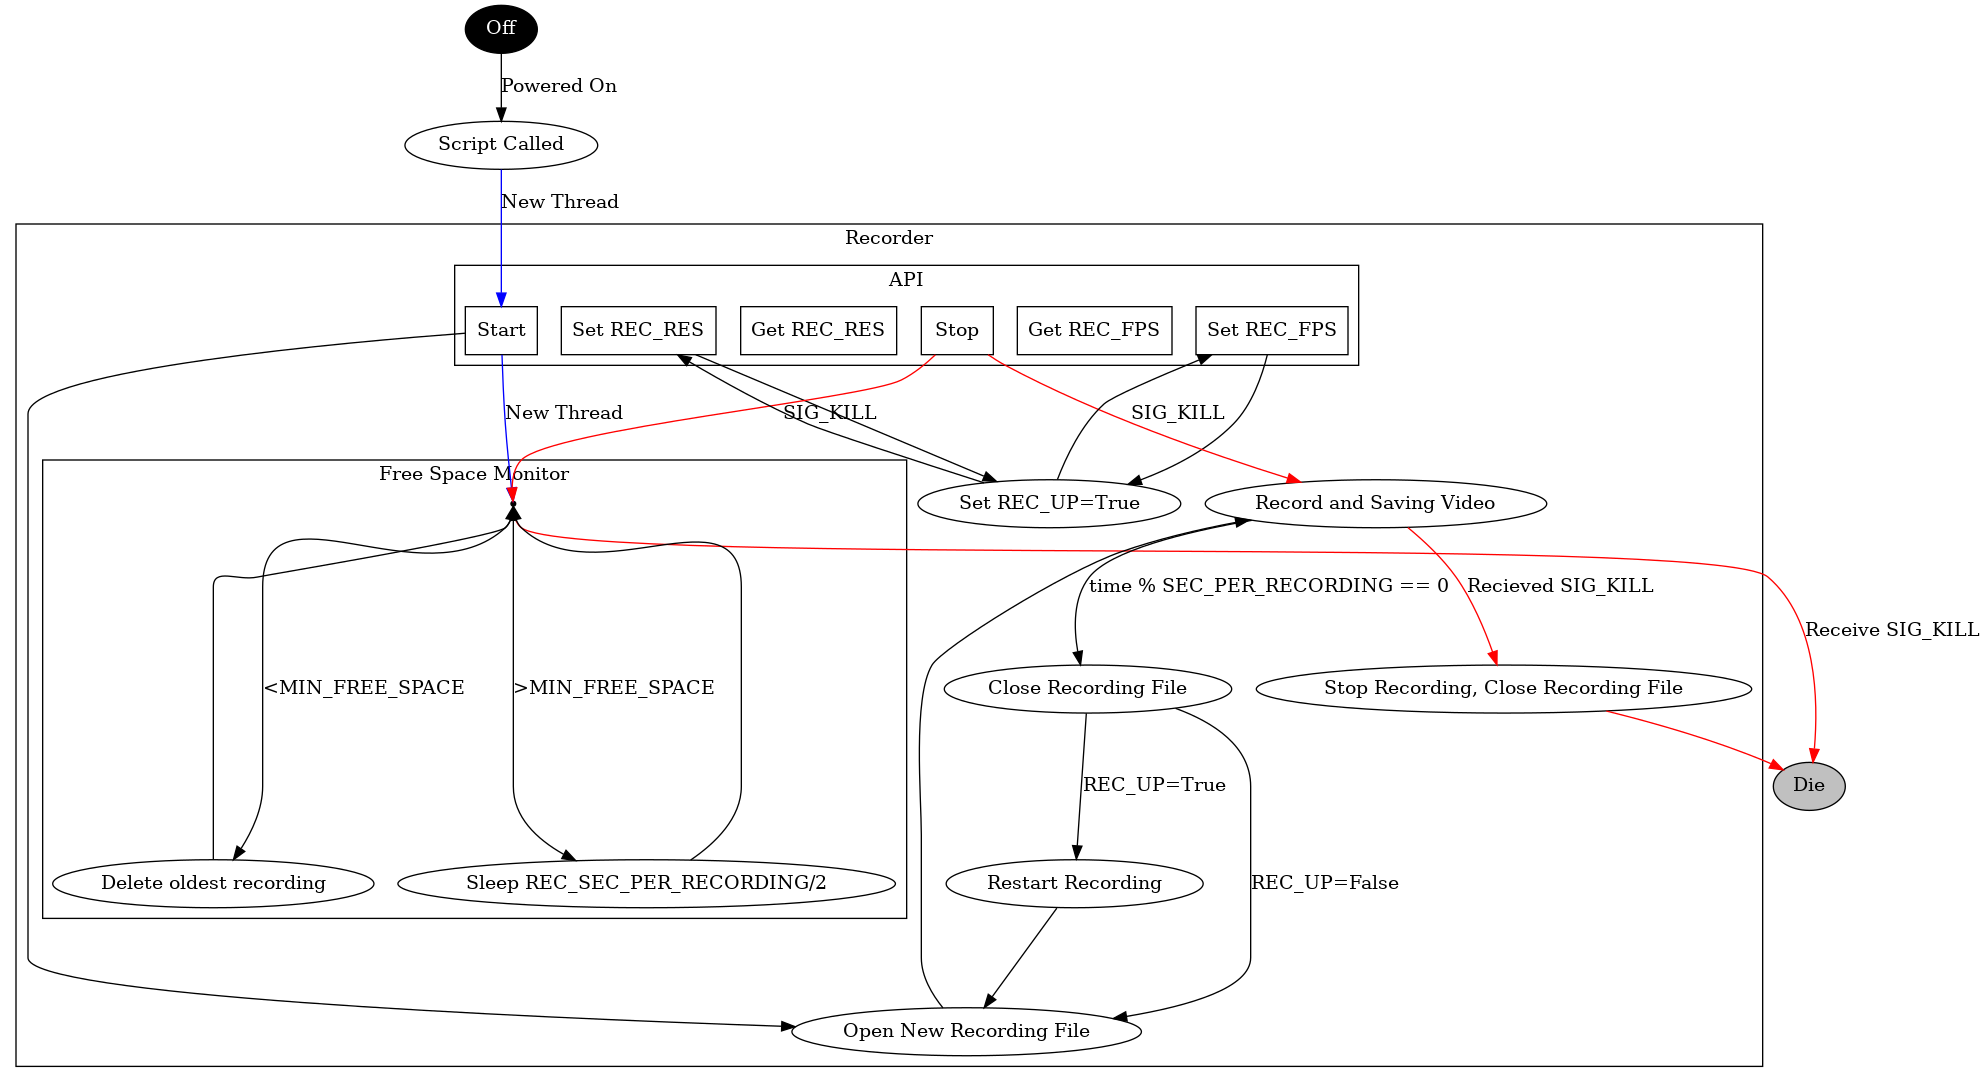 Off
Powered On
Script Called
New Thread
Recorder
API
Start
Set REC_RES
Get REC_RES
Stop
Get REC_FPS
Set REC_FPS
New Thread
SIG_KILL
SIG_KILL
Free Space Monitor
Set REC_UP=True
Record and Saving Video
time % SEC_PER_RECORDING == 0
Recieved SIG_KILL
Receive SIG_KILL
<MIN_FREE_SPACE
>MIN_FREE_SPACE
Close Recording File
Stop Recording, Close Recording File
REC_UP=True
Die
Delete oldest recording
Sleep REC_SEC_PER_RECORDING/2
Restart Recording
REC_UP=False
Open New Recording File